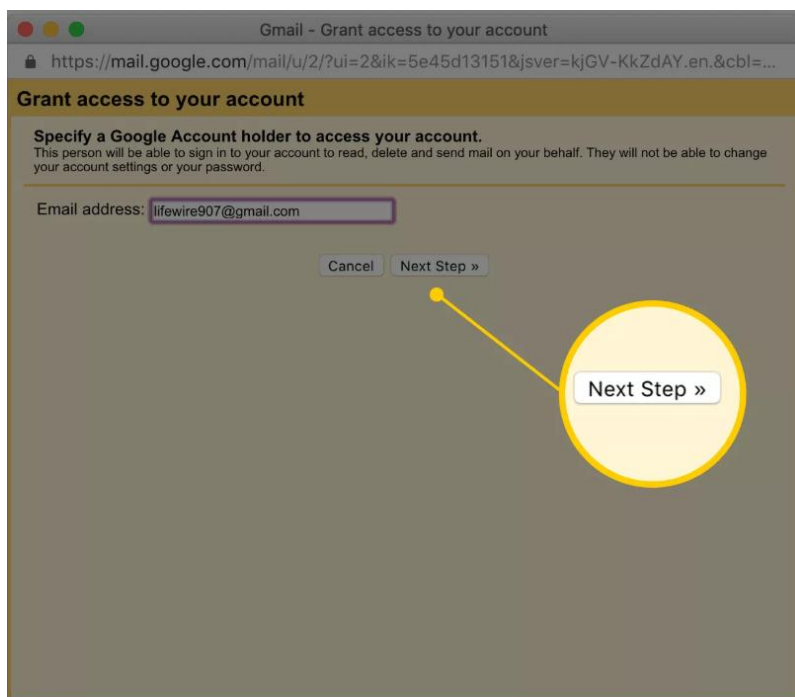 Gmail - Grant access to your account
https://mail.google.com/mail/u/2/?ui=2&ik=5e45d13151&jsver=kjGV-KkZdAY.en.&cbl=...
Grant access to your account
Specify a Google Account holder to access your account.
This person will be able to sign in to your account to read, delete and send mail on your behalf. They will not be able to change
your account settings or your password.
Email address: lifewire907@gmail.com
Cancel Next Step »
Next Step »